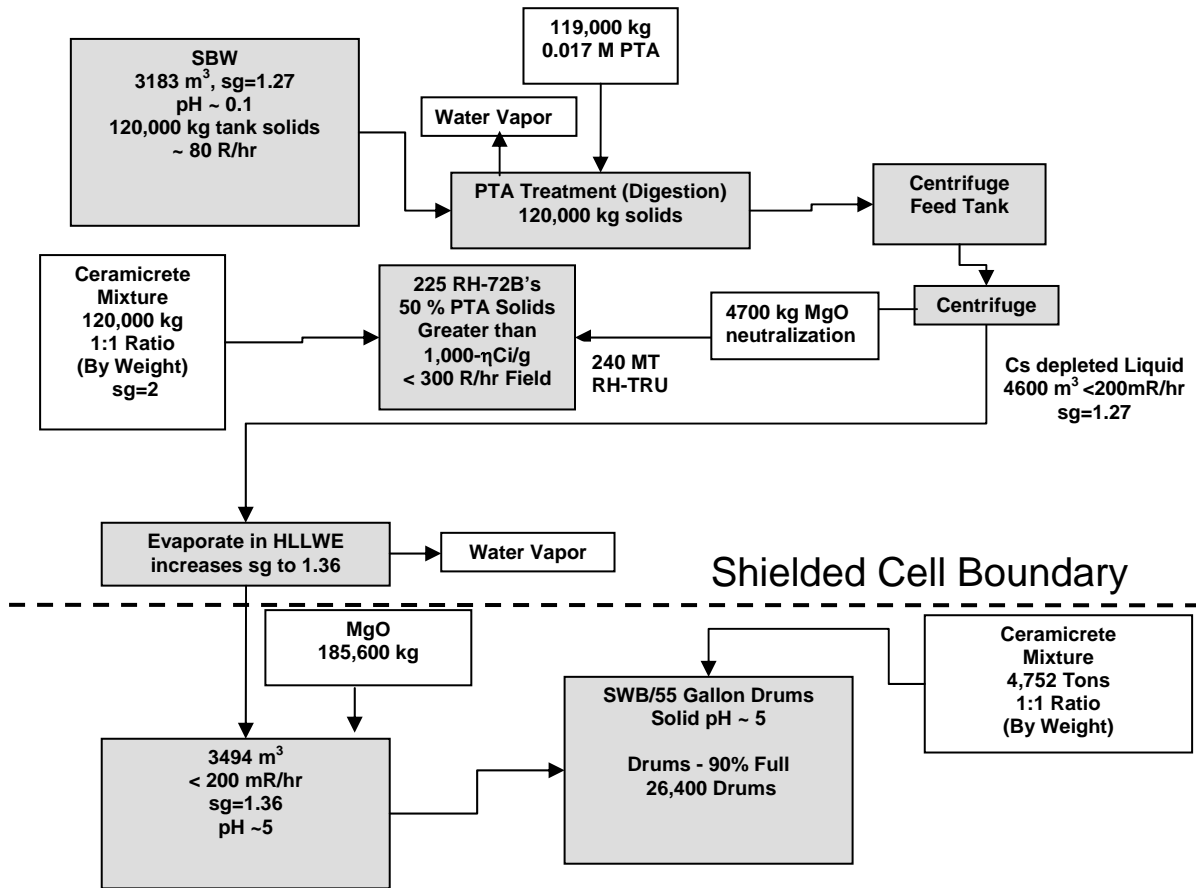 119,000 kg
0.017 M PTA
SBW
3183 m³, sg=1.27
pH ~ 0.1
120,000 kg tank solids
~ 80 R/hr
Water Vapor
PTA Treatment (Digestion)
120,000 kg solids
Centrifuge
Feed Tank
Ceramicrete
Mixture
120,000 kg
1:1 Ratio
(By Weight)
sg=2
225 RH-72B's
50 % PTA Solids
Greater than
1,000-ηCi/g
< 300 R/hr Field
4700 kg MgO
neutralization
Centrifuge
240 MT
RH-TRU
Cs depleted Liquid
4600 m³ <200mR/hr
sg=1.27
Evaporate in HLLWE
increases sg to 1.36
Water Vapor
Shielded Cell Boundary
MgO
185,600 kg
Ceramicrete
Mixture
4,752 Tons
1:1 Ratio
(By Weight)
SWB/55 Gallon Drums
Solid pH ~ 5
Drums - 90% Full
26,400 Drums
3494 m³
< 200 mR/hr
sg=1.36
pH ~5